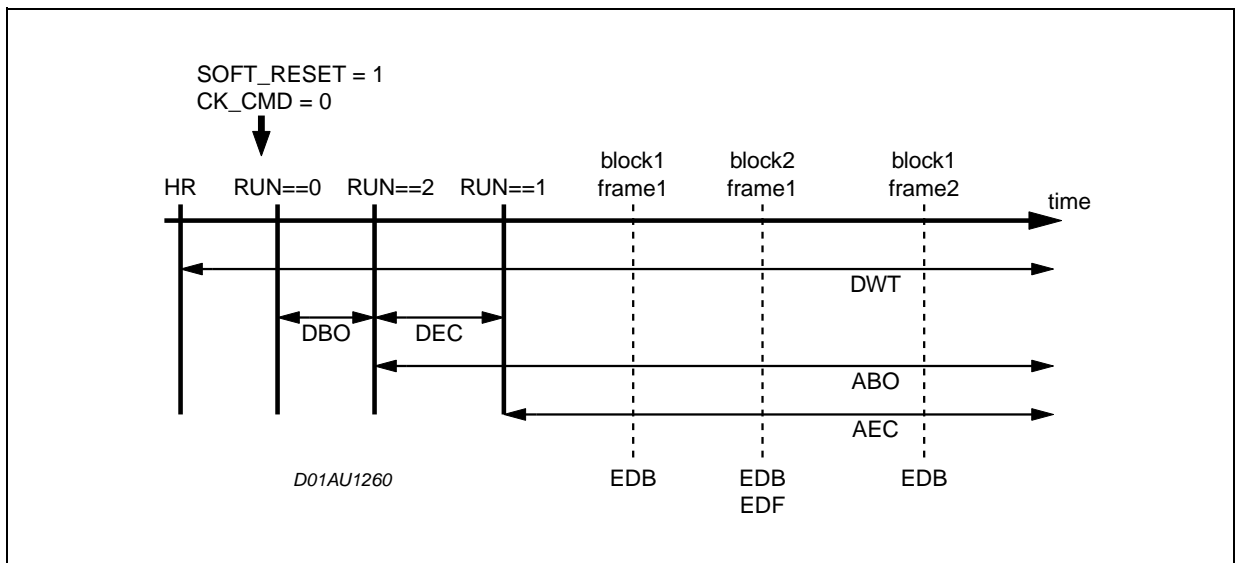 SOFT_RESET = 1
CK_CMD = 0
block1 block2 block1
HR RUN==0 RUN==2 RUN==1 frame1 frame1 frame2
time
DWT
DBO DEC
ABO
AEC
D01AU1260 EDB EDB EDB
EDF